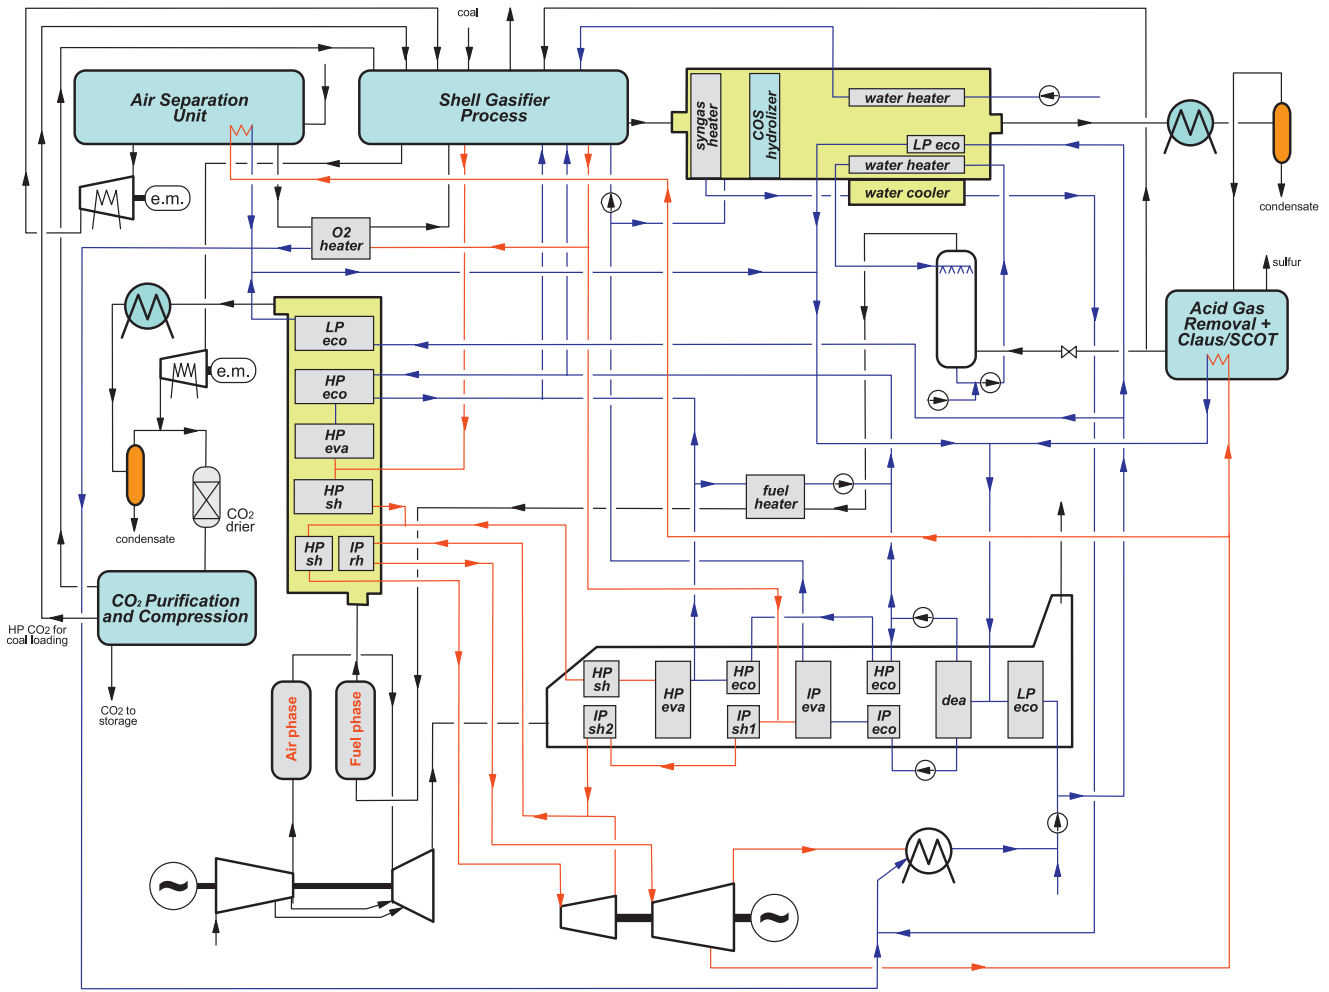 coal
Air Separation
Unit
Shell Gasifier
Process
syngas
heater
COS
hydrolizer
water heater
LP eco
water heater
water cooler
e.m.
O2
heater
condensate
sulfur
Acid Gas
Removal +
Claus/SCOT
LP
eco
e.m.
HP
eco
HP
eva
HP
sh
HP
sh
IP
rh
fuel
heater
CO2
drier
condensate
CO2 Purification
and Compression
HP CO2 for
coal loading
CO2 to
storage
Air phase
Fuel phase
HP
sh
HP
eva
HP
eco
IP
eva
HP
eco
dea
LP
eco
IP
sh2
IP
sh1
IP
eco
~
~